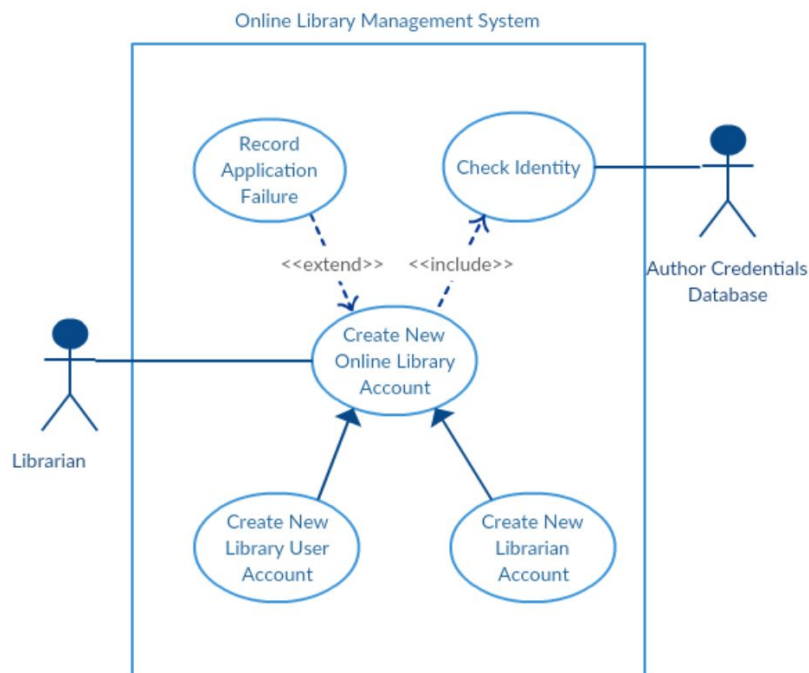 Online Library Management System
Record
Application
Failure
Check Identity
Author Credentials
Database
<<extend>>
<<include>>
Create New
Online Library
Account
Librarian
Create New
Library User
Account
Create New
Librarian
Account